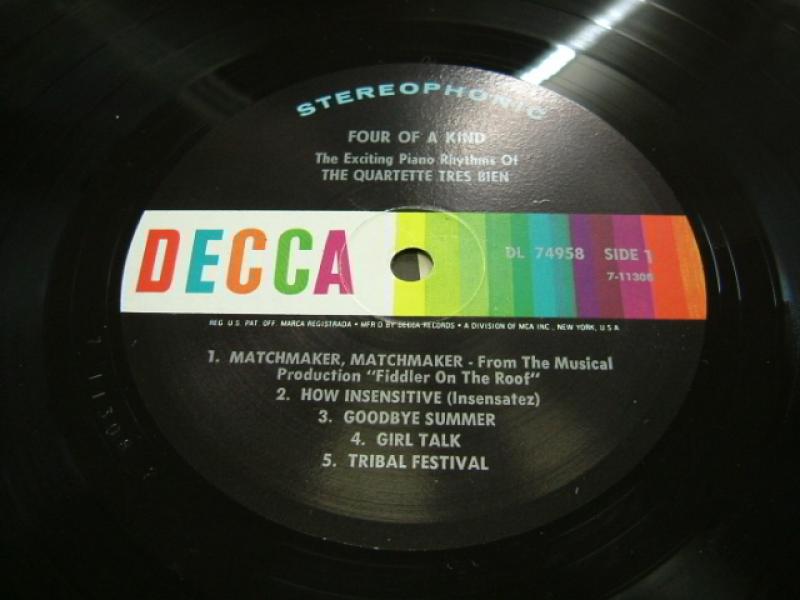 STEREOPHONIC
FOUR OF A KIND
The Exciting Piano Rhythms Of
THE QUARTETTE TRES BIEN
DECCA
DL 74958 SIDE 1
7-11308
REG. U.S. PAT. OFF. MARCA REGISTRADA • MFR'D BY DECCA RECORDS • A DIVISION OF MCA INC., NEW YORK, U.S.A
1. MATCHMAKER, MATCHMAKER - From The Musical
Production "Fiddler On The Roof"
2. HOW INSENSITIVE (Insensatez)
3. GOODBYE SUMMER
4. GIRL TALK
5. TRIBAL FESTIVAL